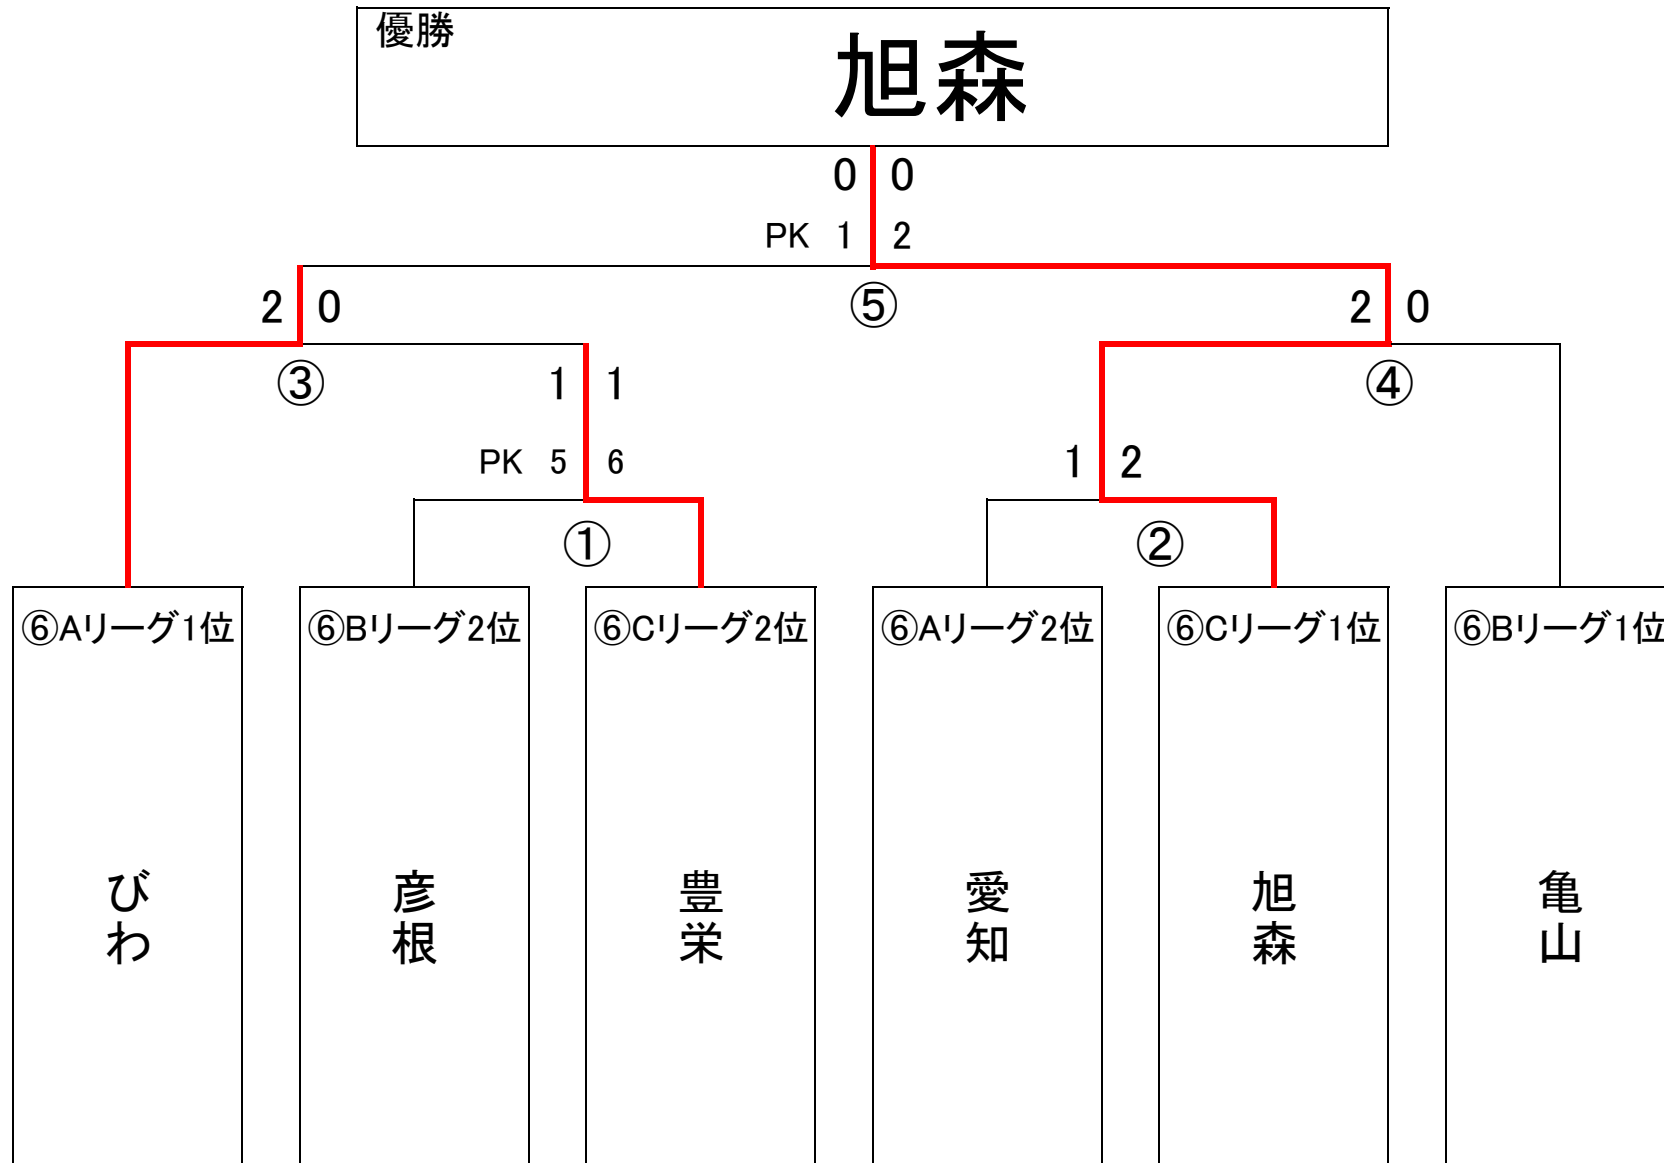 優勝
旭森
0 0
PK 1 2
2 0 ⑤ 2 0
③ 1 1 ④
PK 5 6 1 2
① ②
⑥Aリーグ1位 ⑥Bリーグ2位 ⑥Cリーグ2位 ⑥Aリーグ2位 ⑥Cリーグ1位 ⑥Bリーグ1位
びわ 彦根 豊栄 愛知 旭森 亀山